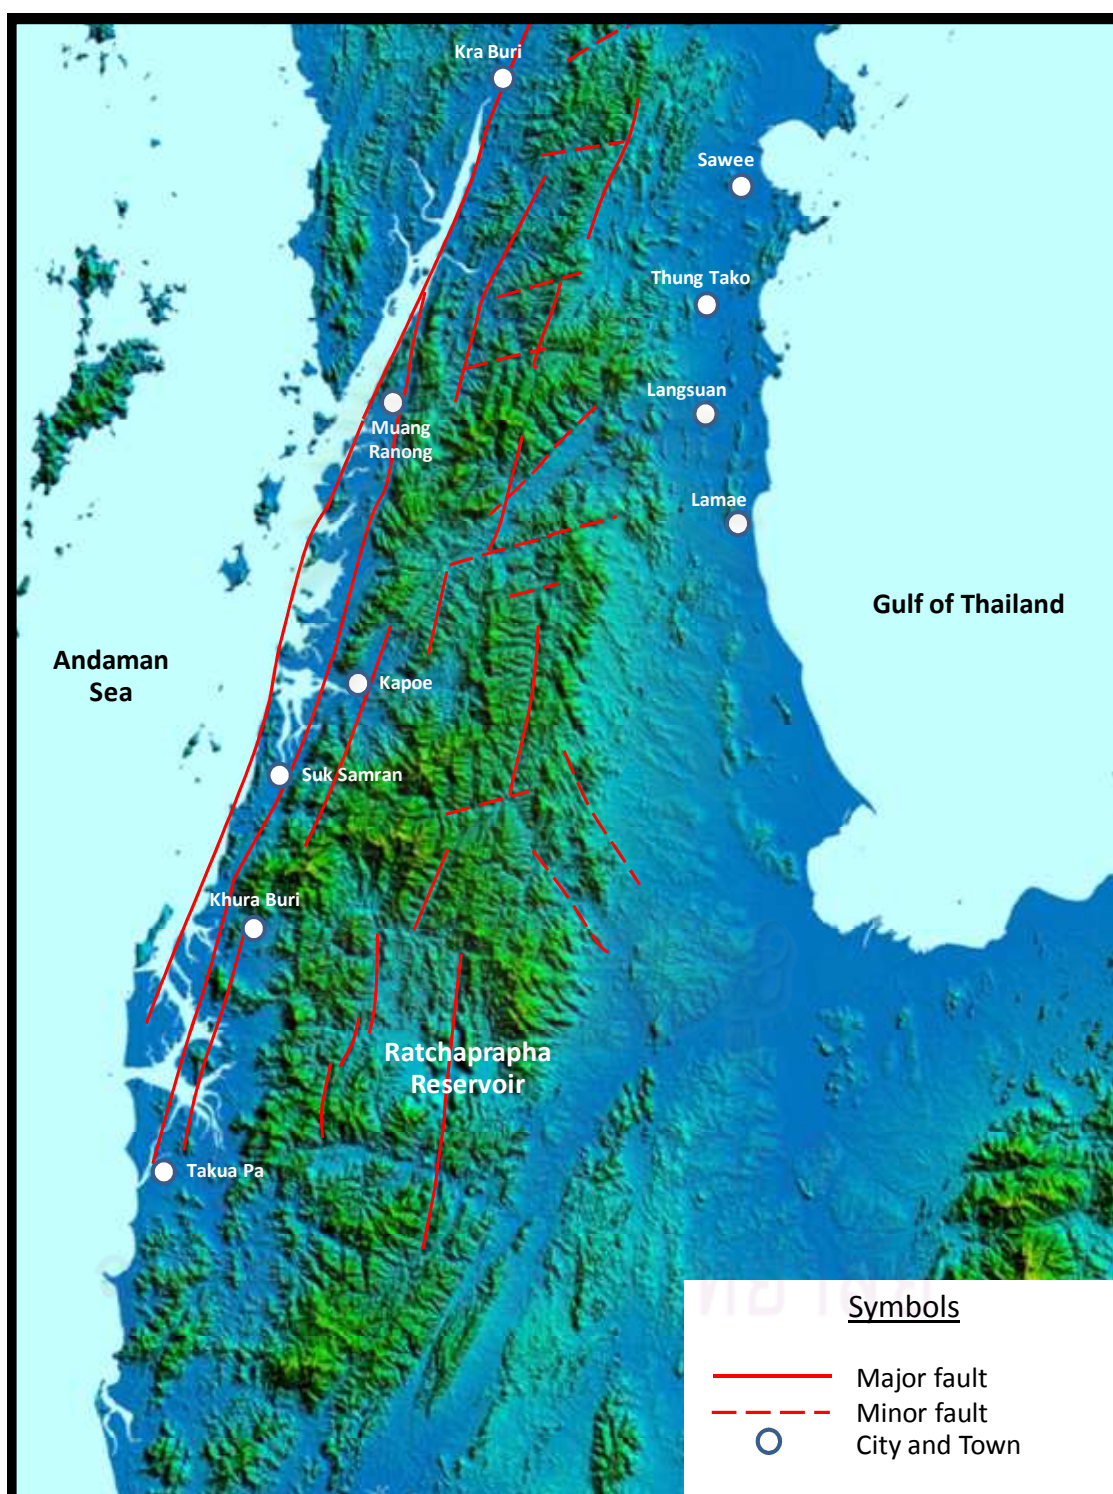 Kra Buri
Sawee
Thung Tako
Langsuan
Muang
Ranong
Lamae
Gulf of Thailand
Andaman
Sea
Kapoe
Suk Samran
Khura Buri
Ratchaprapha
Reservoir
Takua Pa
Symbols
Major fault
Minor fault
City and Town